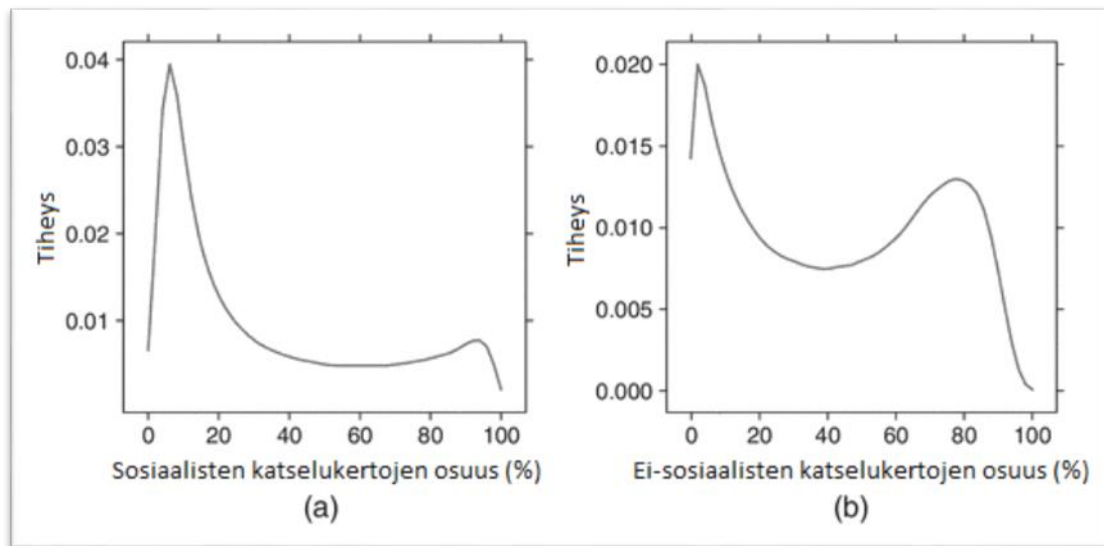 Tiheys
0.04
0.03
0.02
0.01
0 20 40 60 80 100
Sosiaalisten katselukertojen osuus (%)
(a)
Tiheys
0.020
0.015
0.010
0.005
0.000
0 20 40 60 80 100
Ei-sosiaalisten katselukertojen osuus (%)
(b)